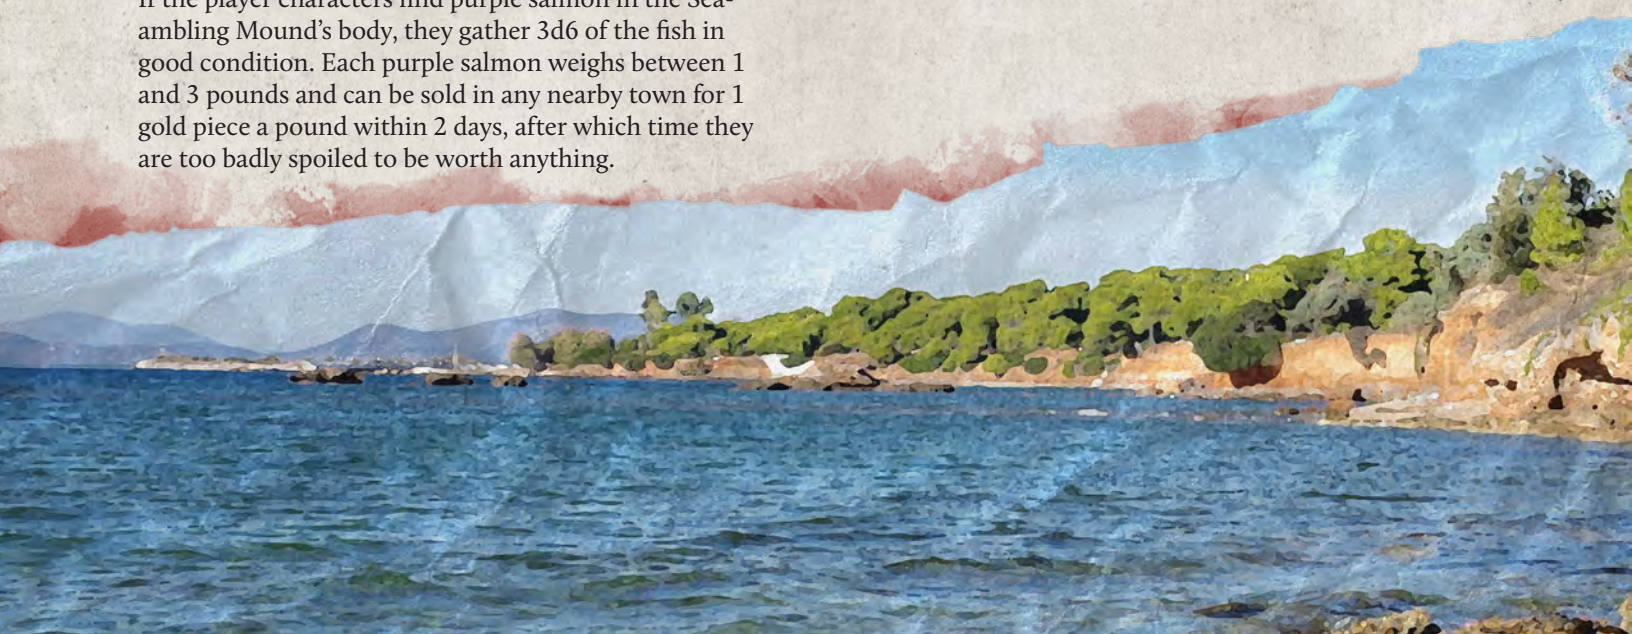 If the player characters find purple salmon in the Sea-
ambling Mound’s body, they gather 3d6 of the fish in
good condition. Each purple salmon weighs between 1
and 3 pounds and can be sold in any nearby town for 1
gold piece a pound within 2 days, after which time they
are too badly spoiled to be worth anything.